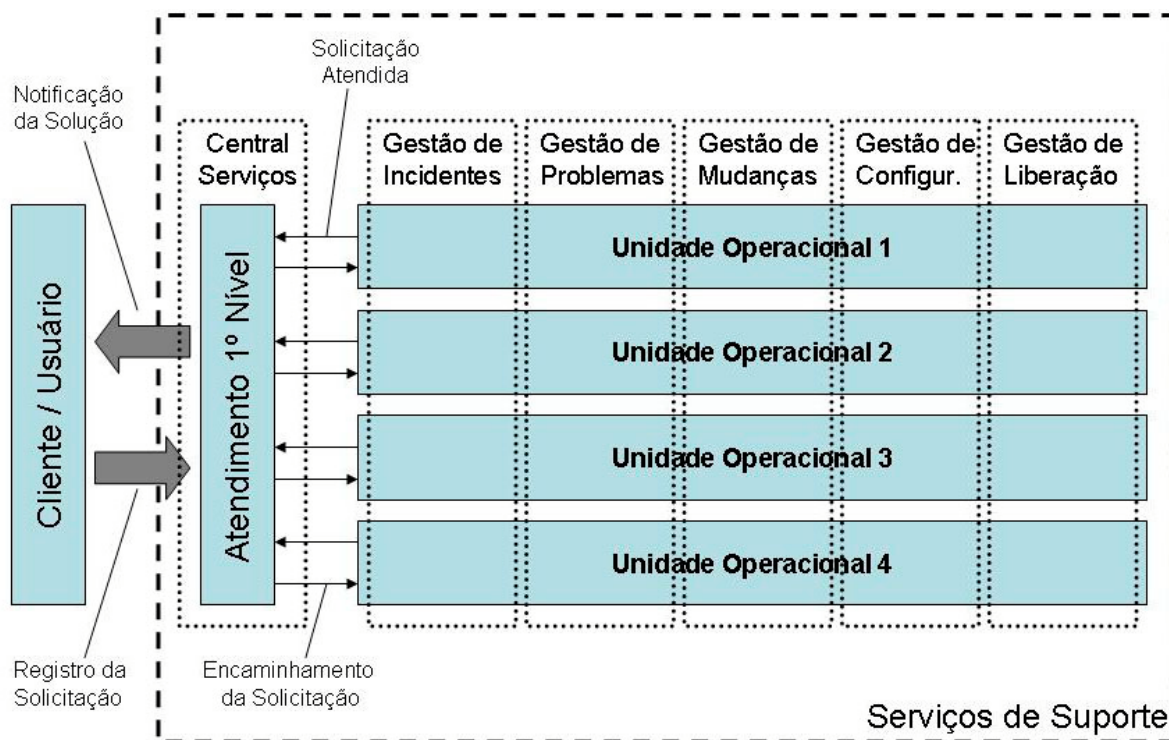 Solicitação
Atendida
Notificação
da Solução
Central
Serviços
Gestão de
Incidentes
Gestão de
Problemas
Gestão de
Mudanças
Gestão de
Configur.
Gestão de
Liberação
Cliente / Usuário
Atendimento 1º Nível
Unidade Operacional 1
Unidade Operacional 2
Unidade Operacional 3
Unidade Operacional 4
Registro da
Solicitação
Encaminhamento
da Solicitação
Serviços de Suporte